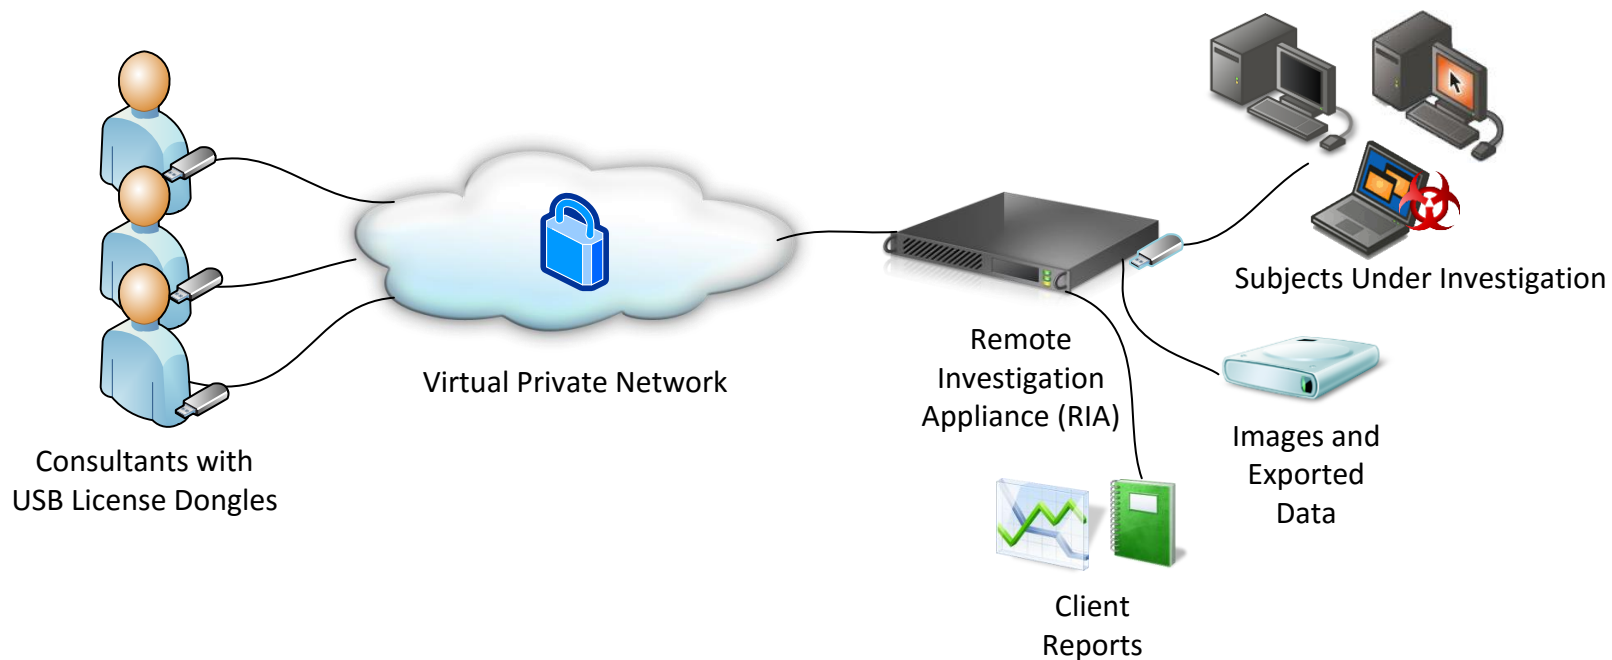 Consultants with
USB License Dongles
Virtual Private Network
Remote
Investigation
Appliance (RIA)
Subjects Under Investigation
Images and
Exported
Data
Client
Reports